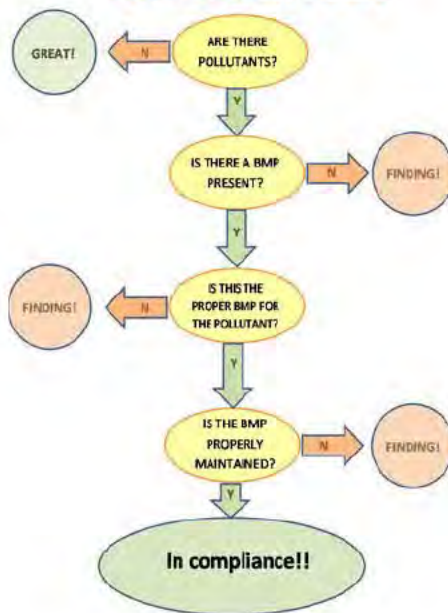 ARE THERE
POLLUTANTS?
N
GREAT!
Y
IS THERE A BMP
PRESENT?
N
FINDING!
Y
IS THIS THE
PROPER BMP FOR
THE POLLUTANT?
N
FINDING!
Y
IS THE BMP
PROPERLY
MAINTAINED?
N
FINDING!
Y
In compliance!!